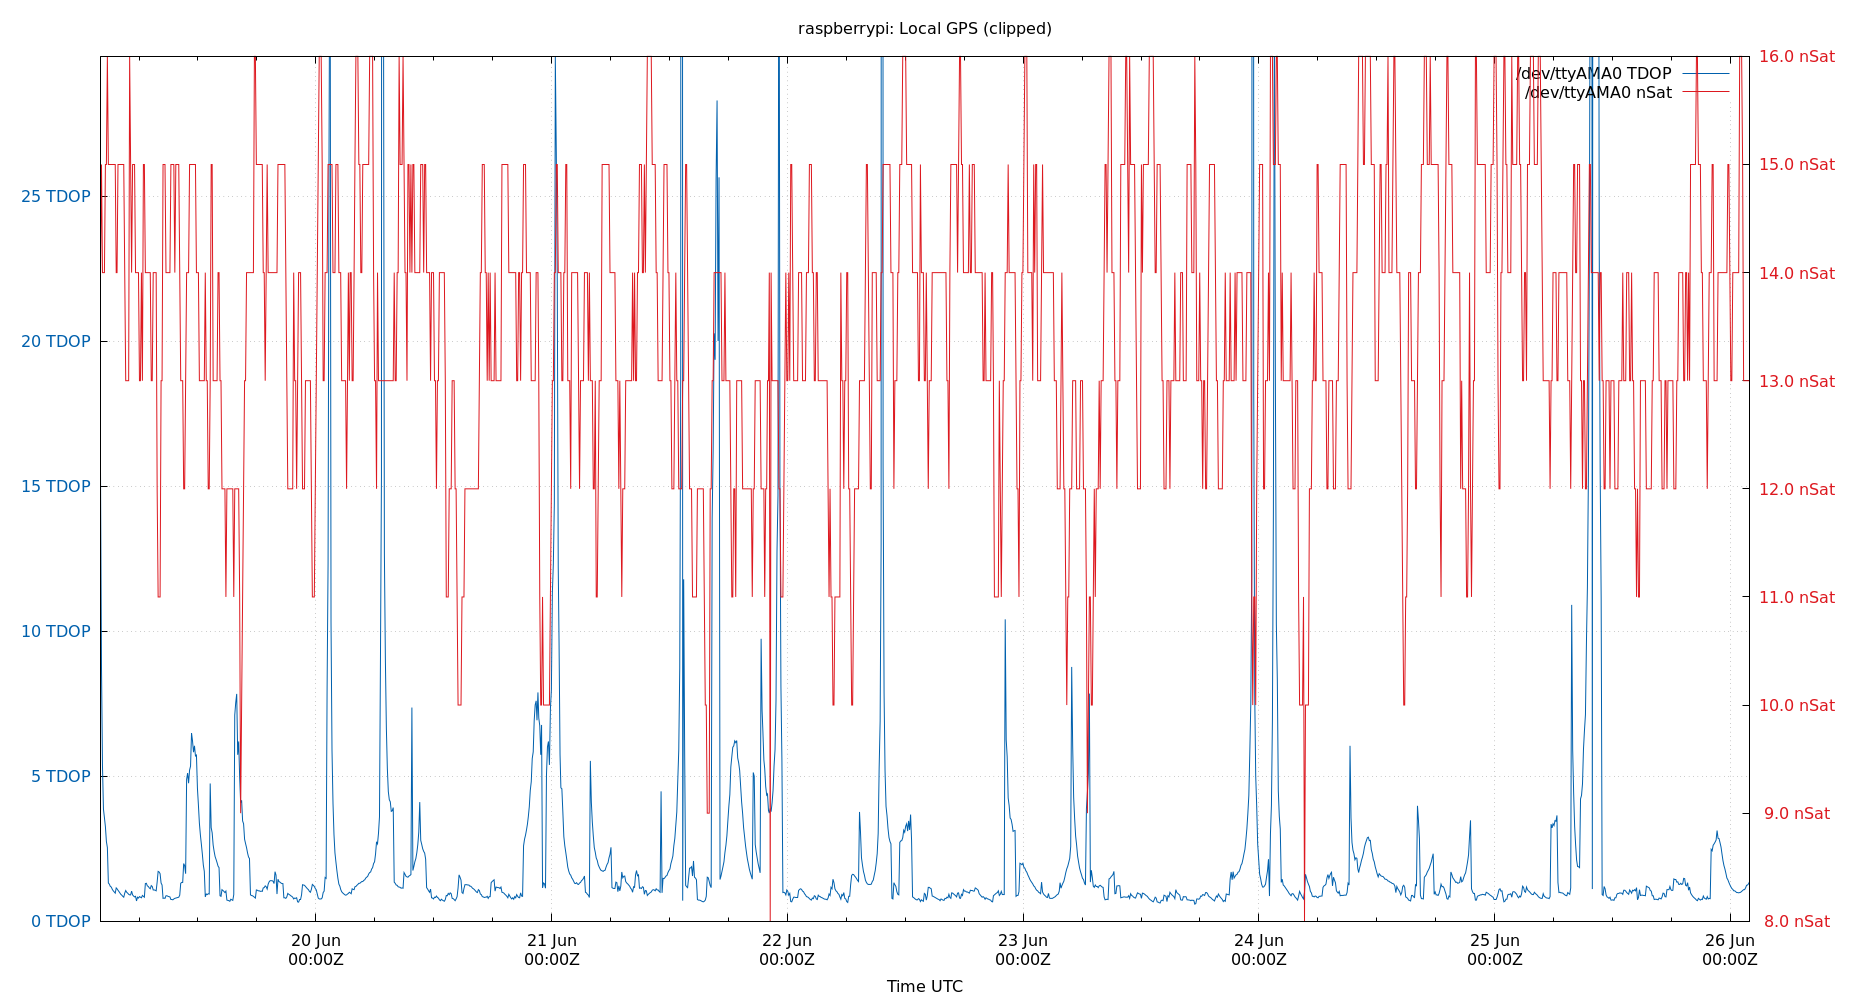 raspberrypi: Local GPS (clipped)
16.0 nSat
/dev/ttyAMA0 TDOP
/dev/ttyAMA0 nSat
15.0 nSat
25 TDOP
14.0 nSat
20 TDOP
13.0 nSat
15 TDOP
12.0 nSat
11.0 nSat
10 TDOP
10.0 nSat
5 TDOP
9.0 nSat
0 TDOP
8.0 nSat
20 Jun
00:00Z
21 Jun
00:00Z
22 Jun
00:00Z
23 Jun
00:00Z
24 Jun
00:00Z
25 Jun
00:00Z
26 Jun
00:00Z
Time UTC